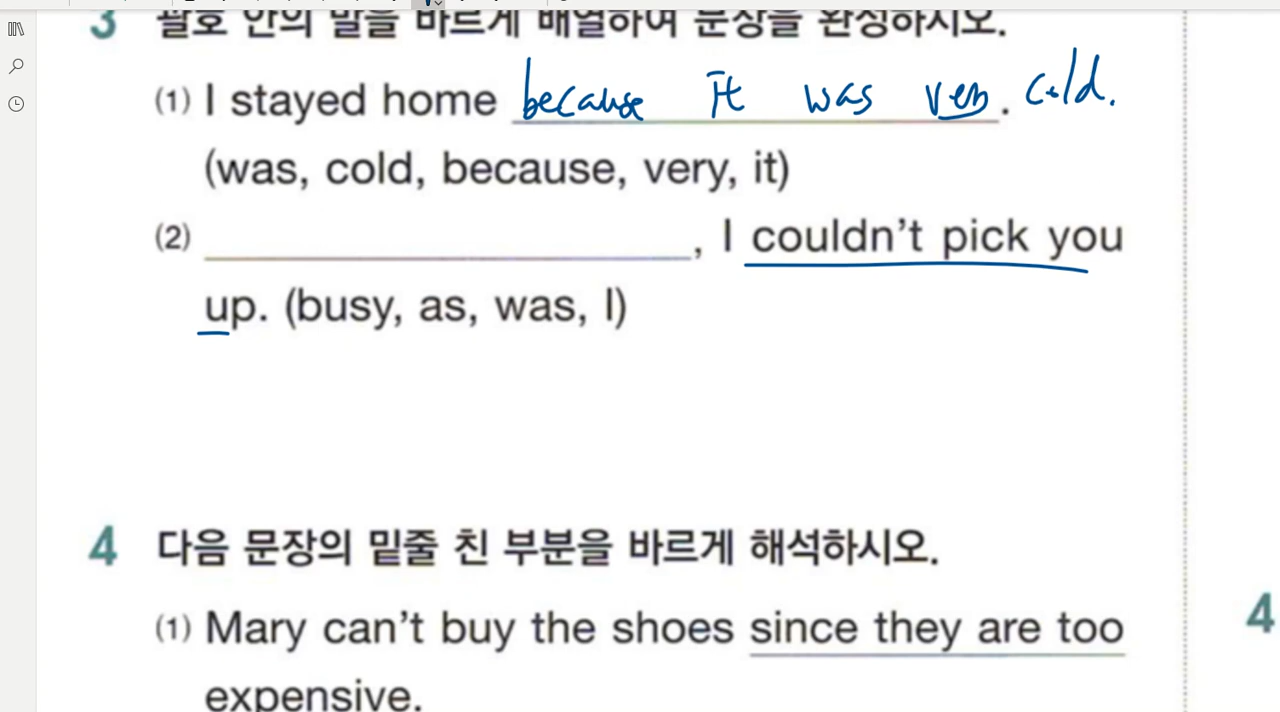 3 괄호 안의 말을 바르게 배열하여 문장을 완성하시오.
(1) I stayed home because it was very . cold.
(was, cold, because, very, it)
(2) , I couldn't pick you
up. (busy, as, was, I)
4 다음 문장의 밑줄 친 부분을 바르게 해석하시오.
(1) Mary can't buy the shoes since they are too
expensive.
4